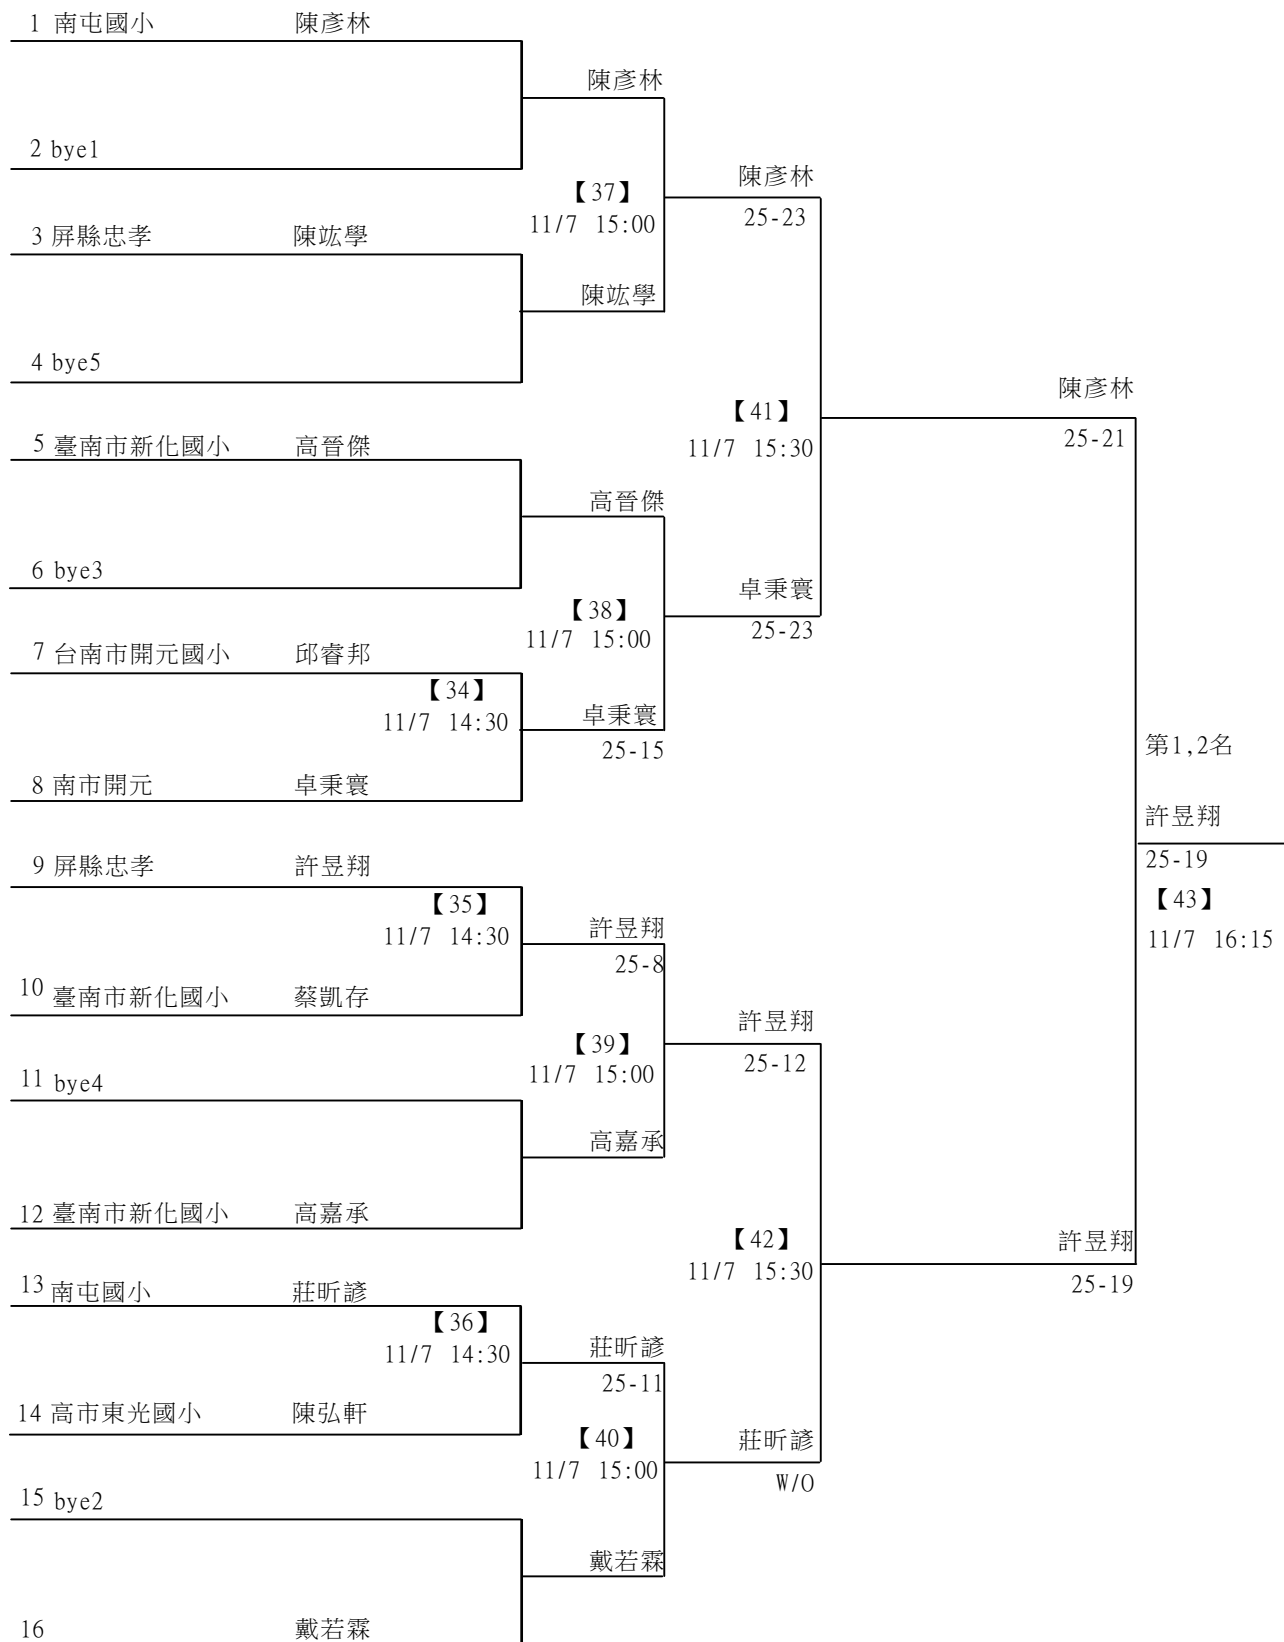 1 南屯國小 陳彥林
陳彥林
2 bye1
陳彥林
【37】
25-23
11/7 15:00
3 屏縣忠孝 陳竑學
陳竑學
4 bye5
陳彥林
【41】
25-21
11/7 15:30
5 臺南市新化國小 高晉傑
高晉傑
6 bye3
卓秉寰
【38】
25-23
11/7 15:00
7 台南市開元國小 邱睿邦
【34】
11/7 14:30
卓秉寰
25-15
第1,2名
8 南市開元 卓秉寰
許昱翔
25-19
9 屏縣忠孝 許昱翔
【43】
【35】
11/7 14:30
許昱翔
11/7 16:15
25-8
10 臺南市新化國小 蔡凱存
許昱翔
【39】
25-12
11/7 15:00
11 bye4
高嘉承
12 臺南市新化國小 高嘉承
【42】
許昱翔
11/7 15:30
25-19
13 南屯國小 莊昕諺
【36】
11/7 14:30
莊昕諺
25-11
14 高市東光國小 陳弘軒
【40】
莊昕諺
11/7 15:00
W/O
15 bye2
戴若霖
16 戴若霖